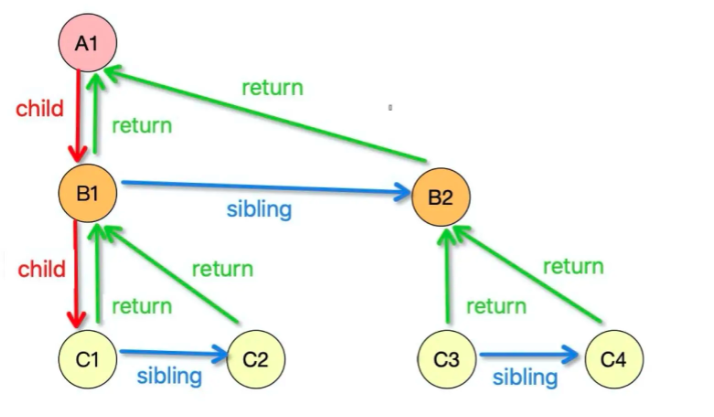 A1
return
child
return
B1
B2
sibling
child
return
return
return
return
C1
C2
C3
C4
sibling
sibling